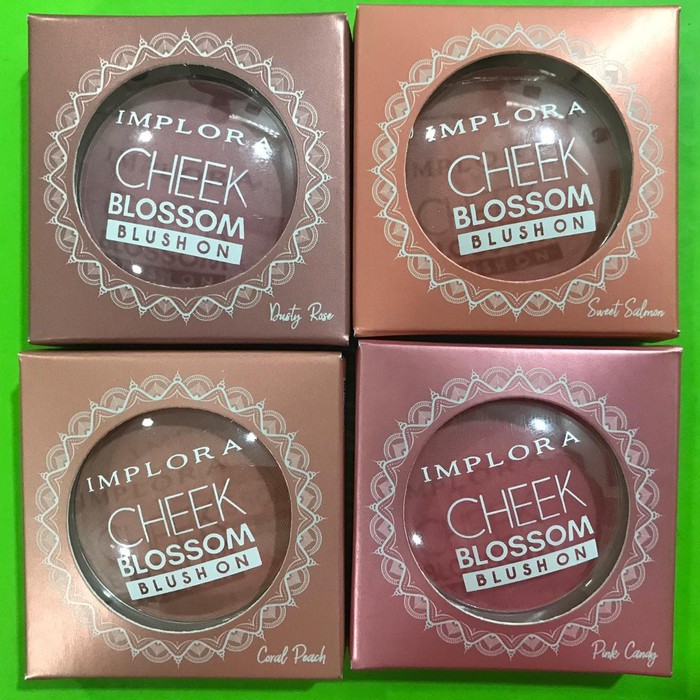 IMPLORA
CHEEK
BLOSSOM
BLUSH ON
Dusty Rose
IMPLORA
CHEEK
BLOSSOM
BLUSH ON
Sweet Salmon
IMPLORA
CHEEK
BLOSSOM
BLUSH ON
Coral Peach
IMPLORA
CHEEK
BLOSSOM
BLUSH ON
Pink Candy